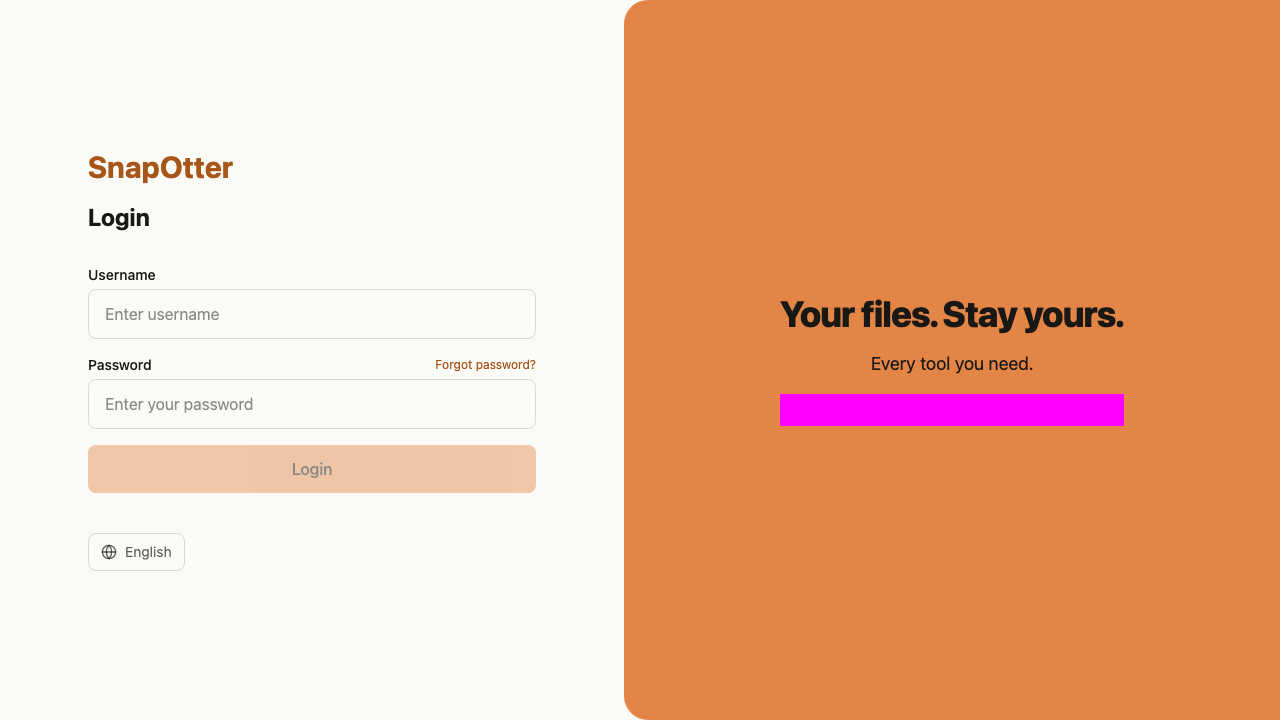 SnapOtter
Login
Username
Enter username
Password
Forgot password?
Enter your password
Login
English
Your files. Stay yours.
Every tool you need.